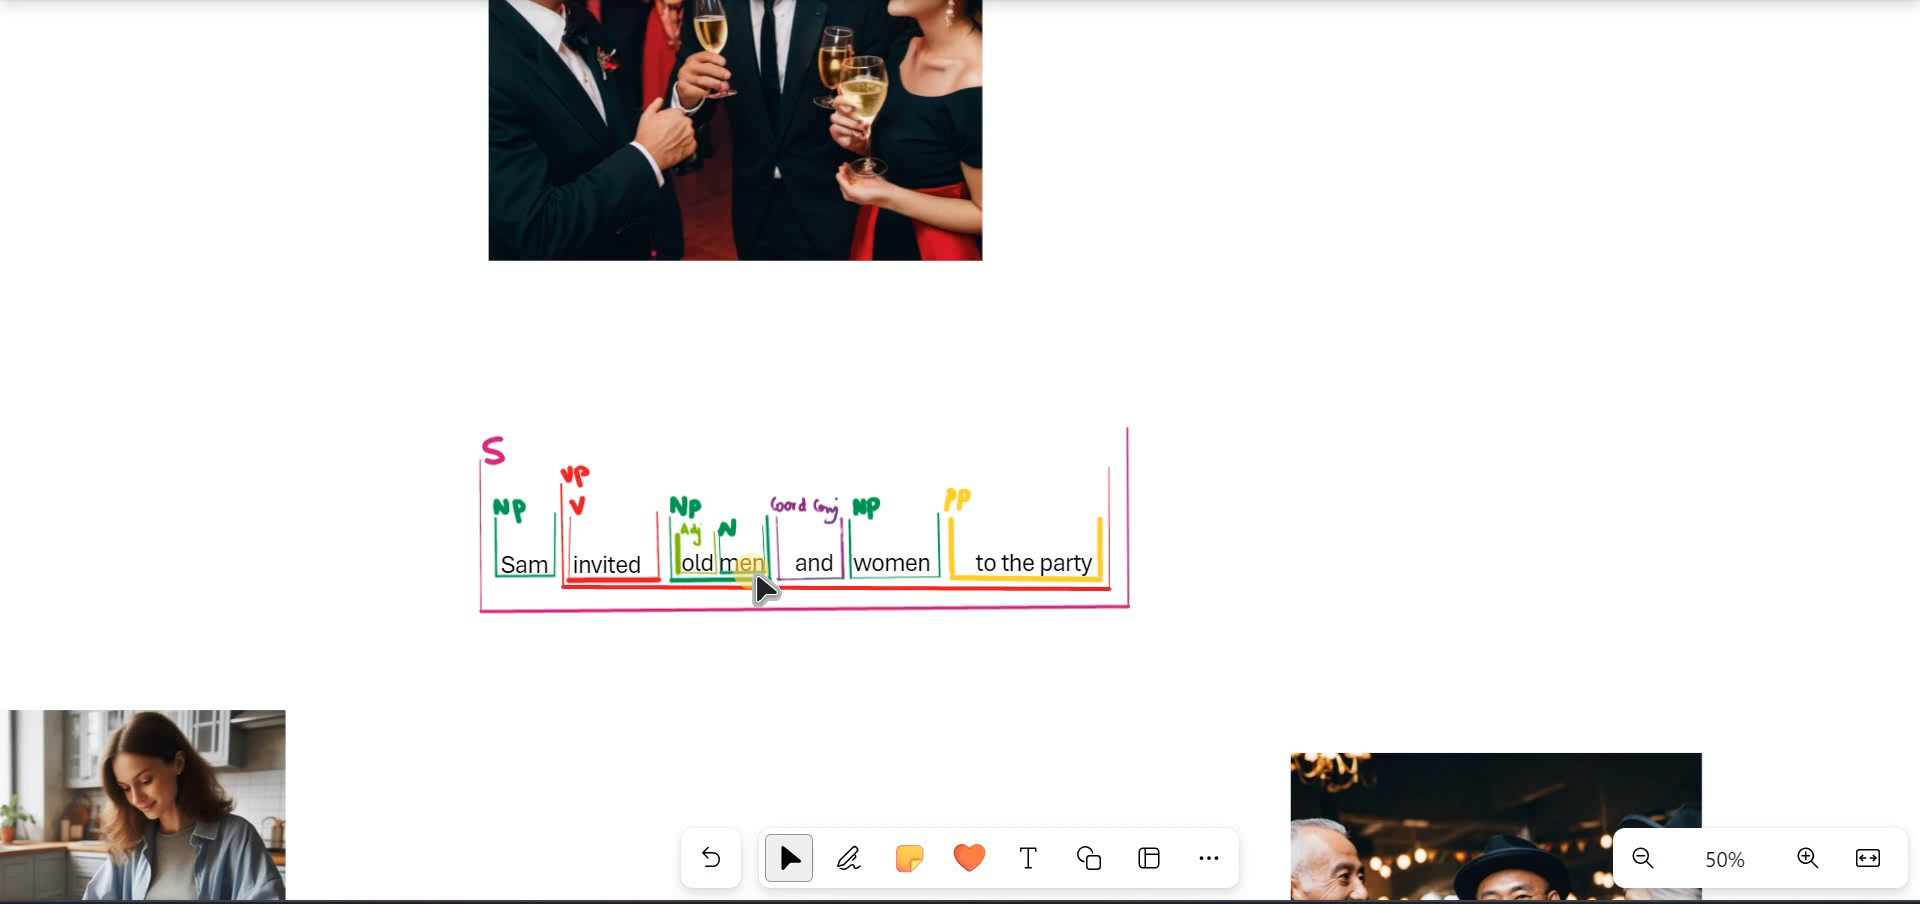 S
VP
NP V NP Coord Conj NP PP
Adj N
Sam invited old men and women to the party
T
50%